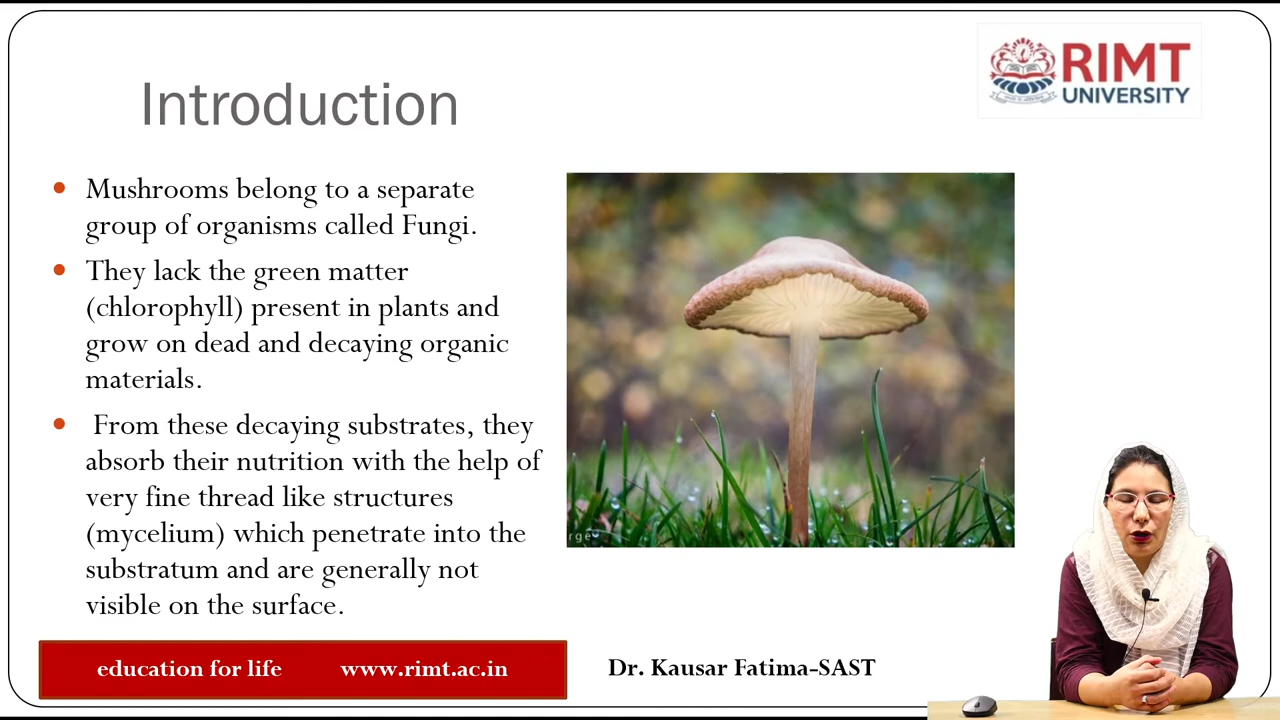 RIMT
UNIVERSITY
Introduction
Mushrooms belong to a separate
group of organisms called Fungi.
They lack the green matter
(chlorophyll) present in plants and
grow on dead and decaying organic
materials.
From these decaying substrates, they
absorb their nutrition with the help of
very fine thread like structures
(mycelium) which penetrate into the
substratum and are generally not
visible on the surface.
rge
education for life www.rimt.ac.in
Dr. Kausar Fatima-SAST